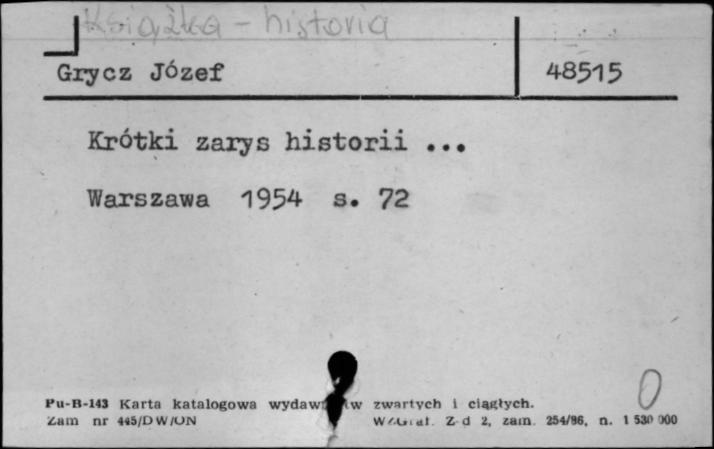 Książka - historia
Grycz Józef 48515
Krótki zarys historii ...
Warszawa 1954 s. 72
0
Pu-B-143 Karta katalogowa zwartych i ciągłych.
Zam nr 445/DW/ON WZGraf. Z-d 2, zam. 254/86, n. 1 530 000